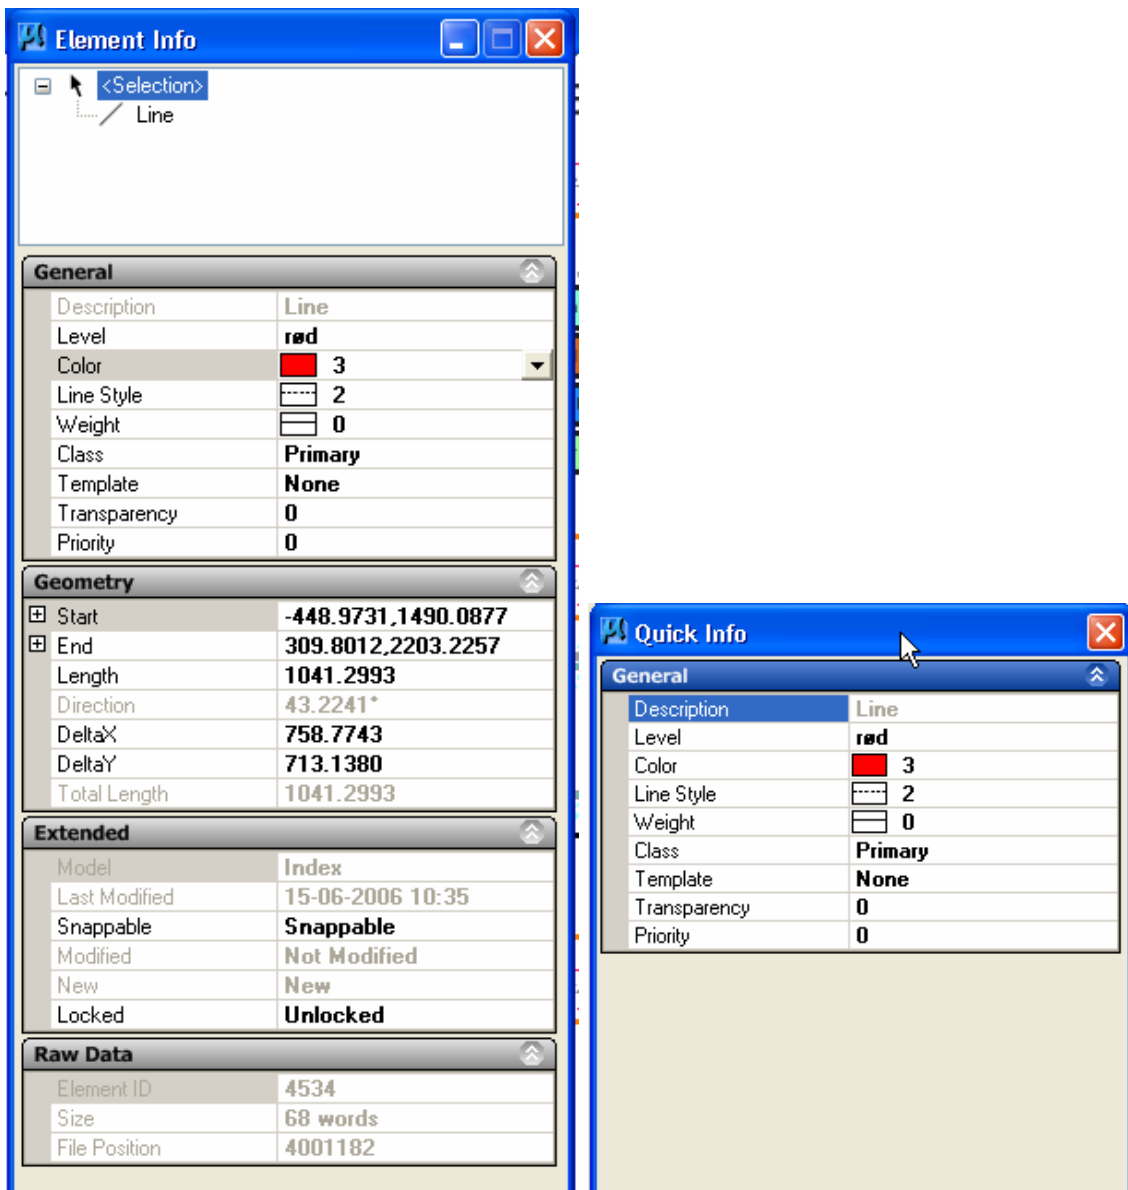 Element Info
<Selection>
Line
General
Description Line
Level rød
Color 3
Line Style 2
Weight 0
Class Primary
Template None
Transparency 0
Priority 0
Geometry
Start -448.9731,1490.0877
End 309.8012,2203.2257
Length 1041.2993
Direction 43.2241°
DeltaX 758.7743
DeltaY 713.1380
Total Length 1041.2993
Extended
Model Index
Last Modified 15-06-2006 10:35
Snappable Snappable
Modified Not Modified
New New
Locked Unlocked
Raw Data
Element ID 4534
Size 68 words
File Position 4001182
Quick Info
General
Description Line
Level rød
Color 3
Line Style 2
Weight 0
Class Primary
Template None
Transparency 0
Priority 0